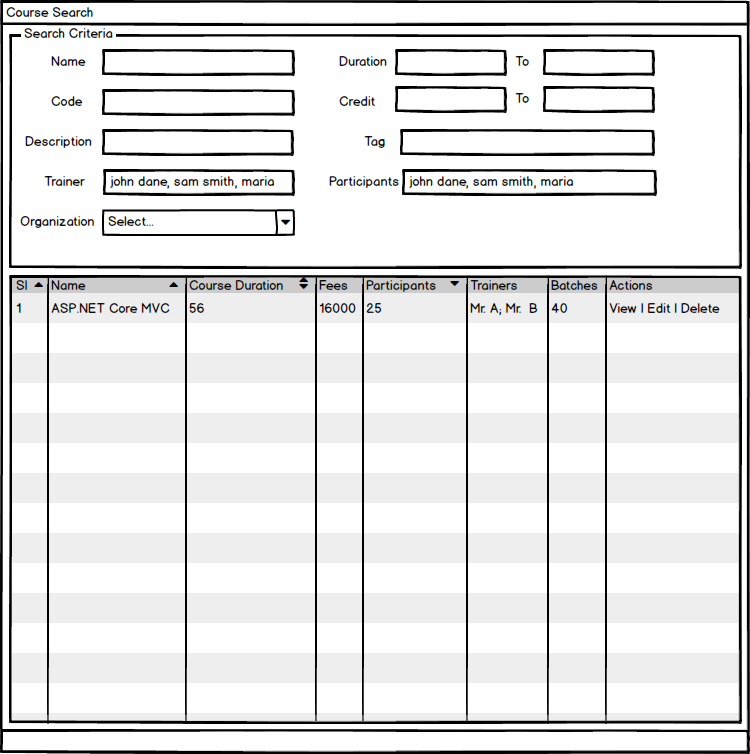 Course Search
Search Criteria
Name Duration To
Code Credit To
Description Tag
Trainer john dane, sam smith, maria Participants john dane, sam smith, maria
Organization Select...
Sl Name Course Duration Fees Participants Trainers Batches Actions
1 ASP.NET Core MVC 56 16000 25 Mr. A; Mr. B 40 View | Edit | Delete